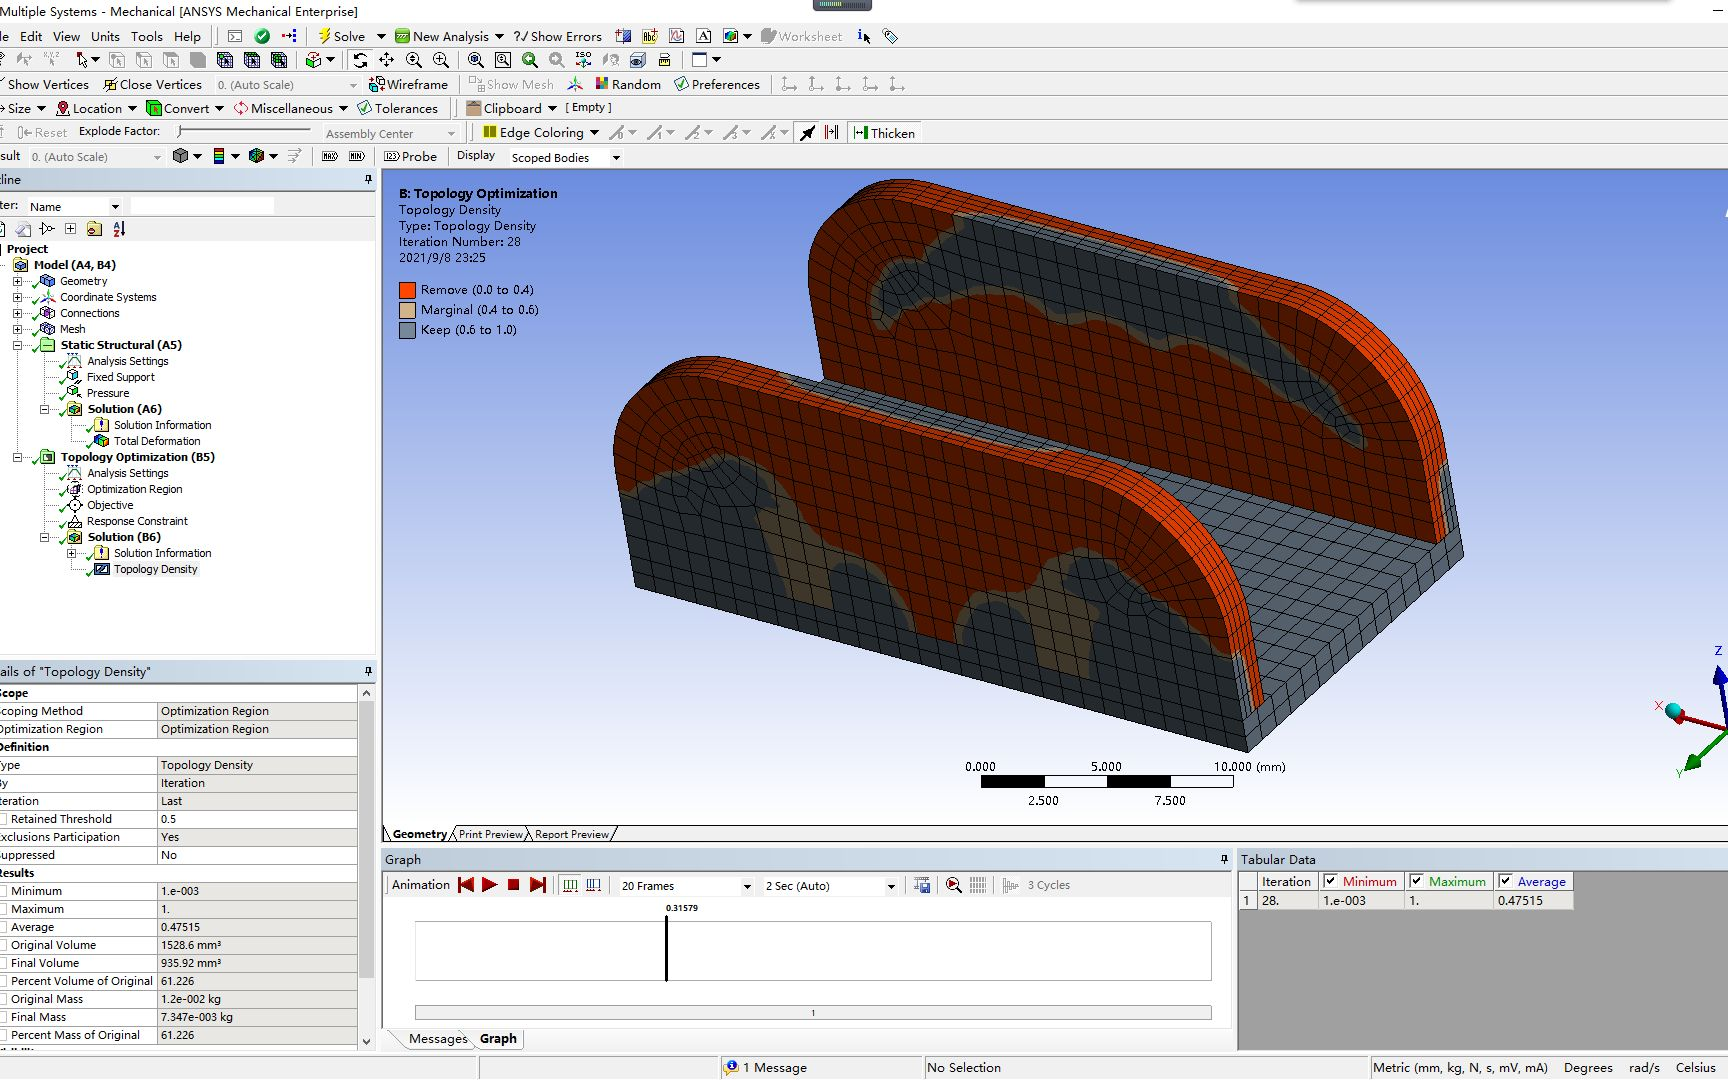 Multiple Systems - Mechanical [ANSYS Mechanical Enterprise]
le Edit View Units Tools Help Solve New Analysis ?/ Show Errors Worksheet
Show Vertices Close Vertices 0. (Auto Scale) Wireframe Show Mesh Random Preferences
Size Location Convert Miscellaneous Tolerances Clipboard [ Empty ]
Reset Explode Factor: Assembly Center Edge Coloring Thicken
sult 0. (Auto Scale) MAX MIN Probe Display Scoped Bodies
line
ter: Name
Project
Model (A4, B4)
Geometry
Coordinate Systems
Connections
Mesh
Static Structural (A5)
Analysis Settings
Fixed Support
Pressure
Solution (A6)
Solution Information
Total Deformation
Topology Optimization (B5)
Analysis Settings
Optimization Region
Objective
Response Constraint
Solution (B6)
Solution Information
Topology Density
ails of "Topology Density"
Scope
Scoping Method Optimization Region
Optimization Region Optimization Region
Definition
Type Topology Density
By Iteration
Iteration Last
Retained Threshold 0.5
Exclusions Participation Yes
Suppressed No
Results
Minimum 1.e-003
Maximum 1.
Average 0.47515
Original Volume 1528.6 mm³
Final Volume 935.92 mm³
Percent Volume of Original 61.226
Original Mass 1.2e-002 kg
Final Mass 7.347e-003 kg
Percent Mass of Original 61.226
B: Topology Optimization
Topology Density
Type: Topology Density
Iteration Number: 28
2021/9/8 23:25
Remove (0.0 to 0.4)
Marginal (0.4 to 0.6)
Keep (0.6 to 1.0)
0.000 5.000 10.000 (mm)
2.500 7.500
Z
X
Y
Geometry Print Preview Report Preview
Graph
Animation 20 Frames 2 Sec (Auto) 3 Cycles
0.31579
1
Messages Graph
Tabular Data
Iteration Minimum Maximum Average
1 28. 1.e-003 1. 0.47515
1 Message No Selection Metric (mm, kg, N, s, mV, mA) Degrees rad/s Celsius